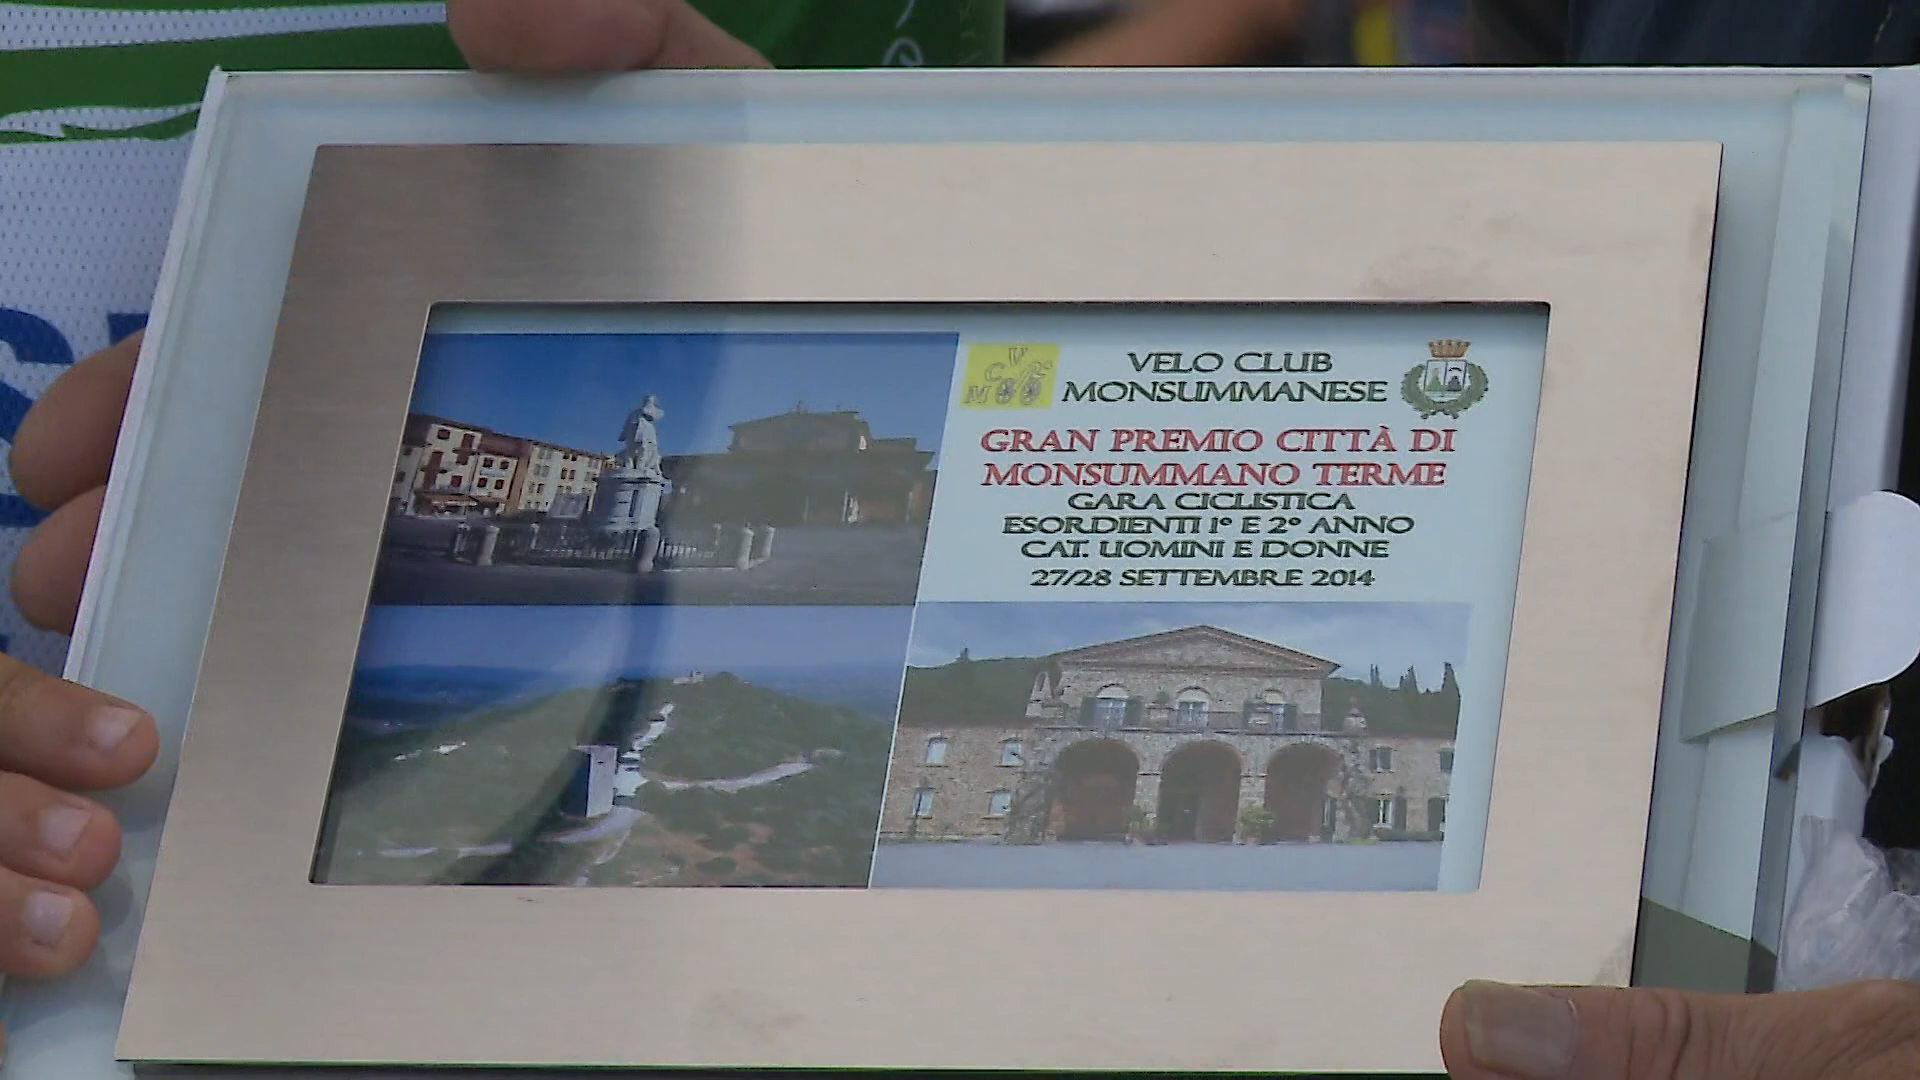 V
C
M
VELO CLUB
MONSUMMANESE
GRAN PREMIO CITTÀ DI
MONSUMMANO TERME
GARA CICLISTICA
ESORDIENTI 1° E 2° ANNO
CAT. UOMINI E DONNE
27/28 SETTEMBRE 2014